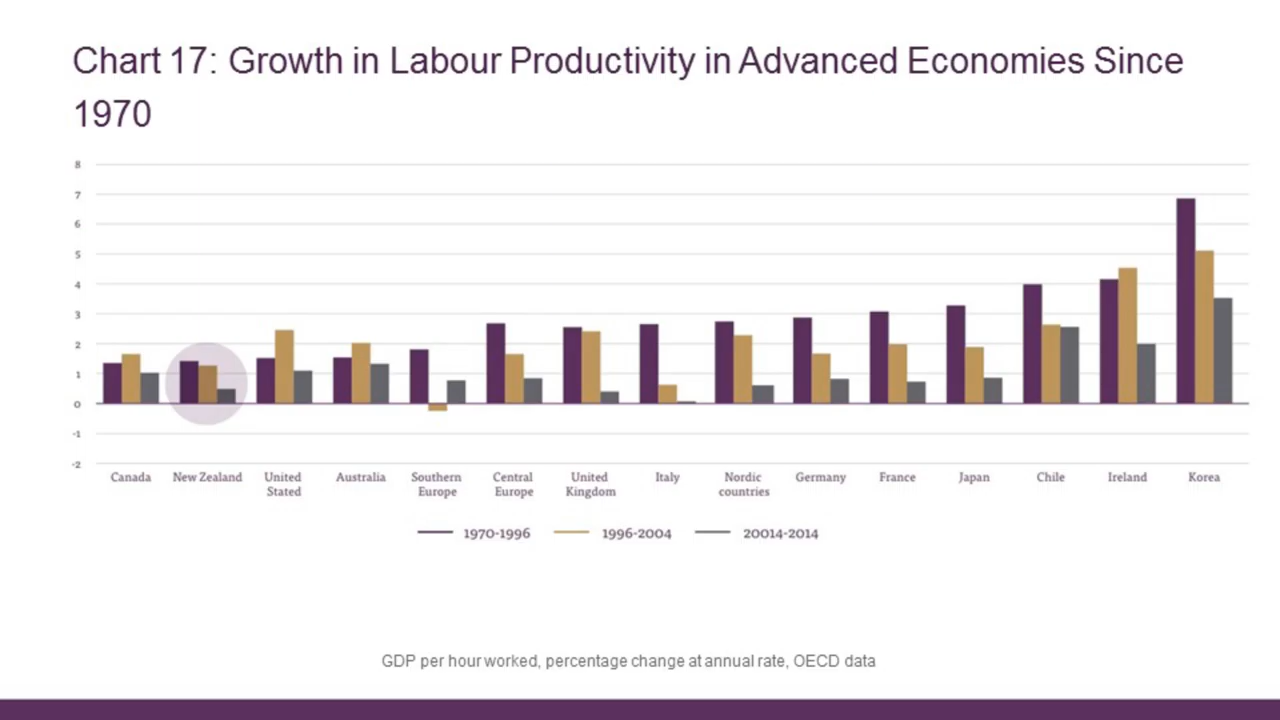 Chart 17: Growth in Labour Productivity in Advanced Economies Since
1970
8
7
6
5
4
3
2
1
0
-1
-2
Canada New Zealand United Australia Southern Central United Italy Nordic Germany France Japan Chile Ireland Korea
Stated Europe Europe Kingdom countries
1970-1996 1996-2004 20014-2014
GDP per hour worked, percentage change at annual rate, OECD data